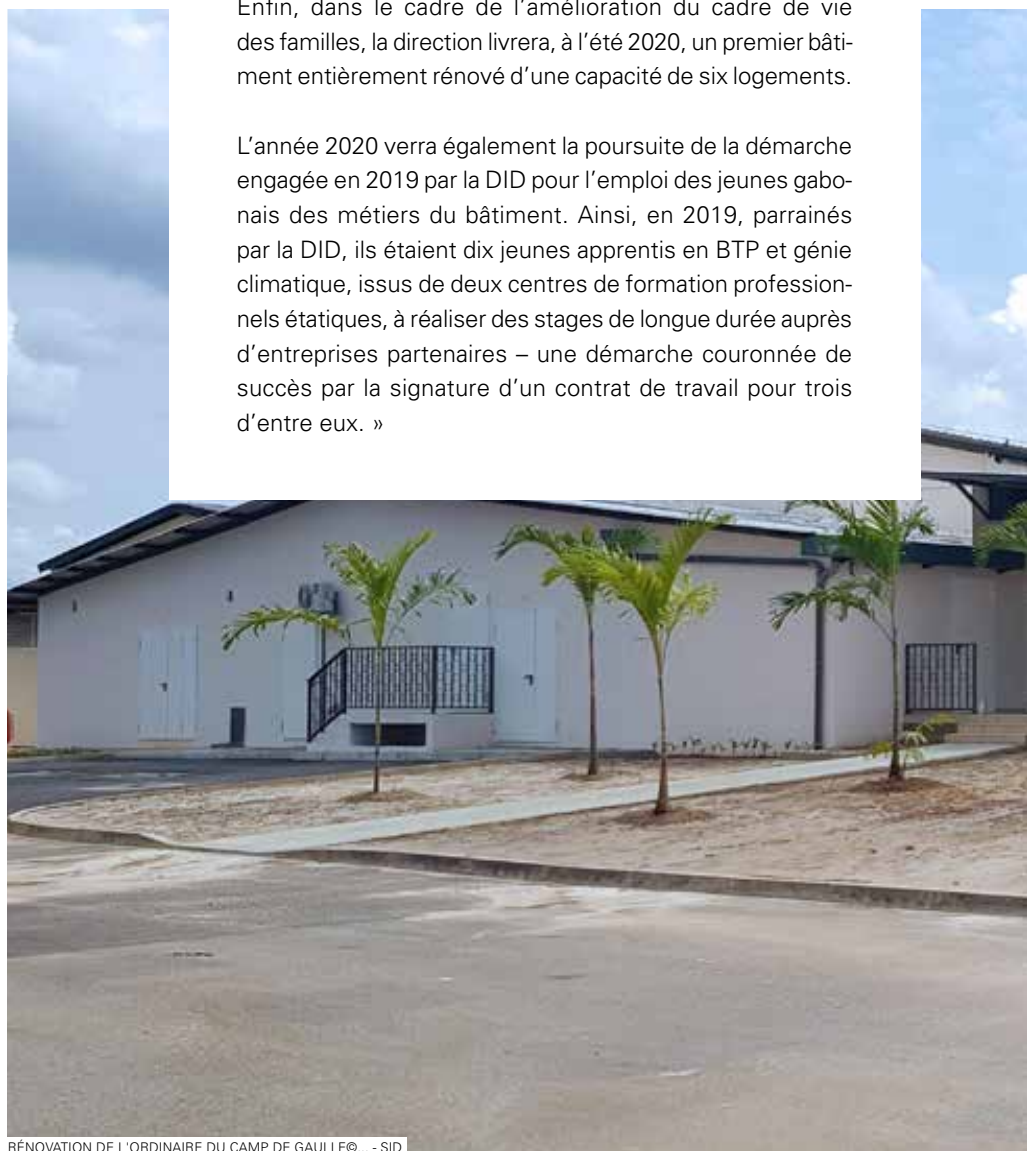 Enfin, dans le cadre de l’amélioration du cadre de vie
des familles, la direction livrera, à l’été 2020, un premier bâti-
ment entièrement rénové d’une capacité de six logements.
L’année 2020 verra également la poursuite de la démarche
engagée en 2019 par la DID pour l’emploi des jeunes gabo-
nais des métiers du bâtiment. Ainsi, en 2019, parrainés
par la DID, ils étaient dix jeunes apprentis en BTP et génie
climatique, issus de deux centres de formation profession-
nels étatiques, à réaliser des stages de longue durée auprès
d’entreprises partenaires – une démarche couronnée de
succès par la signature d’un contrat de travail pour trois
d’entre eux. »
RÉNOVATION DE L'ORDINAIRE DU CAMP DE GAULLE©... - SID